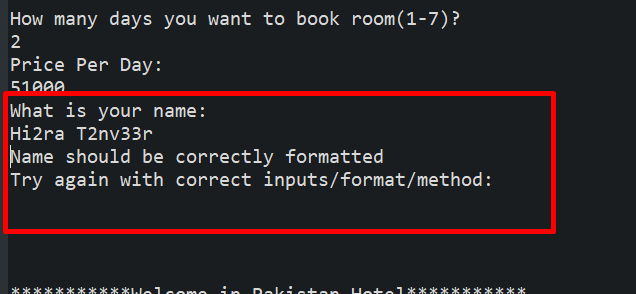 How many days you want to book room(1-7)?
2
Price Per Day:
51000
What is your name:
Hi2ra T2nv33r
Name should be correctly formatted
Try again with correct inputs/format/method:
***********Welcome in Pakistan Hotel***********